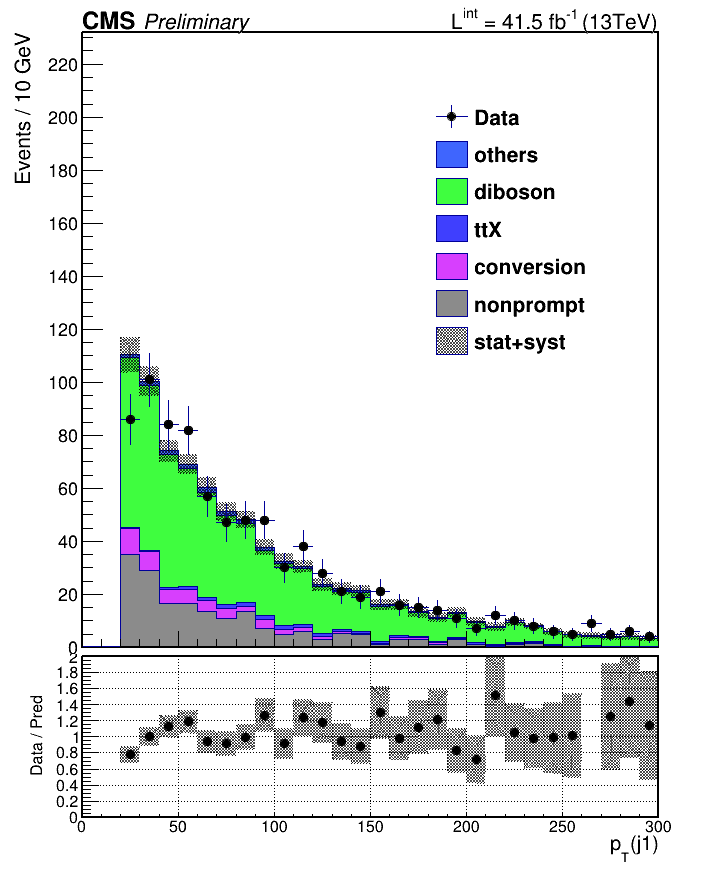 CMS Preliminary L^int = 41.5 fb^-1 (13TeV)
Events / 10 GeV
220
200
180
160
140
120
100
80
60
40
20
0
Data
others
diboson
ttX
conversion
nonprompt
stat+syst
Data / Pred
2
1.8
1.6
1.4
1.2
1
0.8
0.6
0.4
0.2
0
0 50 100 150 200 250 300
p_T(j1)